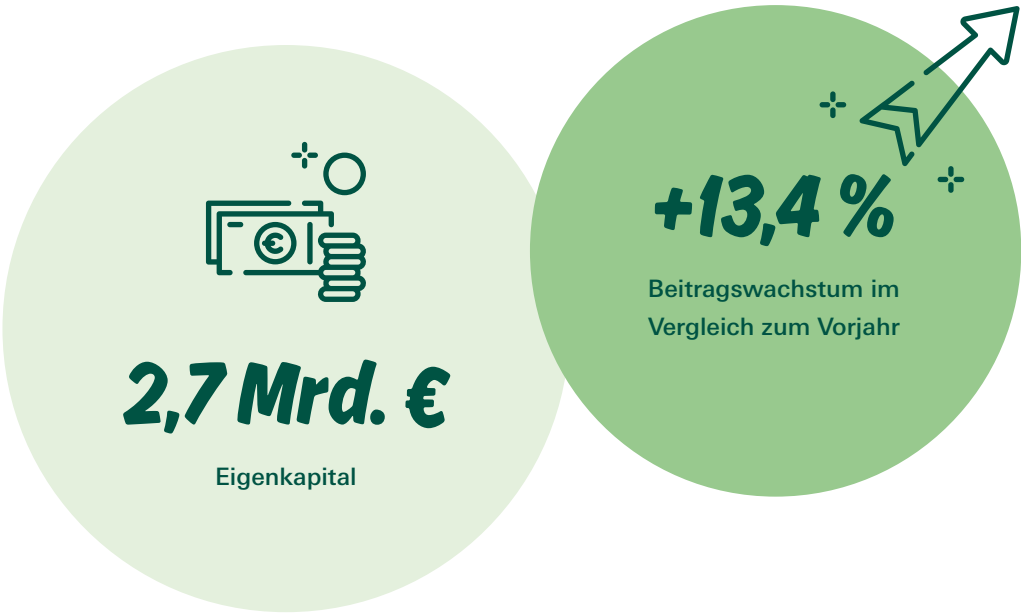 2,7 Mrd. €
Eigenkapital
+13,4 %
Beitragswachstum im
Vergleich zum Vorjahr